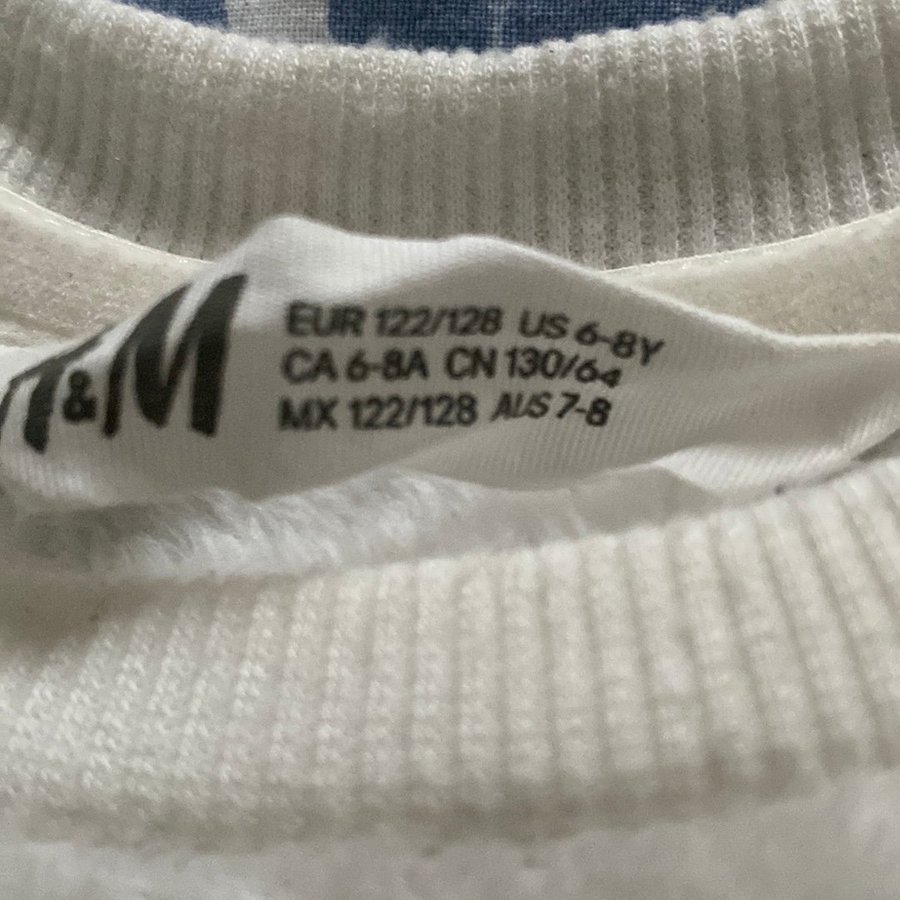 H&M
EUR 122/128 US 6-8Y
CA 6-8A CN 130/64
MX 122/128 AUS 7-8